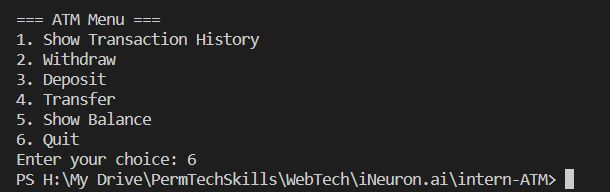 === ATM Menu ===
1. Show Transaction History
2. Withdraw
3. Deposit
4. Transfer
5. Show Balance
6. Quit
Enter your choice: 6
PS H:\My Drive\PermTechSkills\WebTech\iNeuron.ai\intern-ATM>